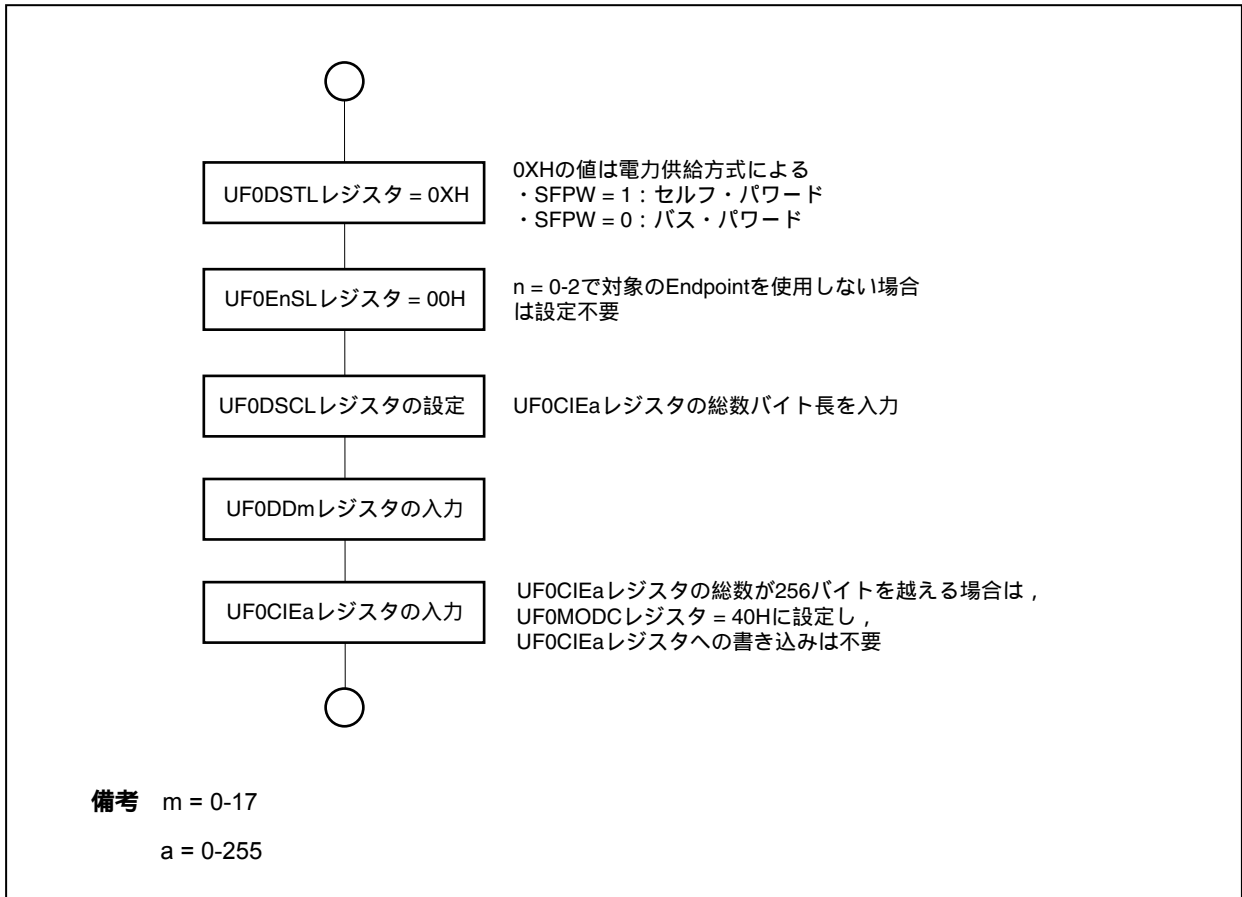 UF0DSTLレジスタ = 0XH
0XHの値は電力供給方式による
・SFPW = 1 : セルフ・パワード
・SFPW = 0 : バス・パワード
UF0EnSLレジスタ = 00H
n = 0-2で対象のEndpointを使用しない場合
は設定不要
UF0DSCLレジスタの設定
UF0CIEaレジスタの総数バイト長を入力
UF0DDmレジスタの入力
UF0CIEaレジスタの入力
UF0CIEaレジスタの総数が256バイトを越える場合は，
UF0MODCレジスタ = 40Hに設定し，
UF0CIEaレジスタへの書き込みは不要
備考 m = 0-17
a = 0-255